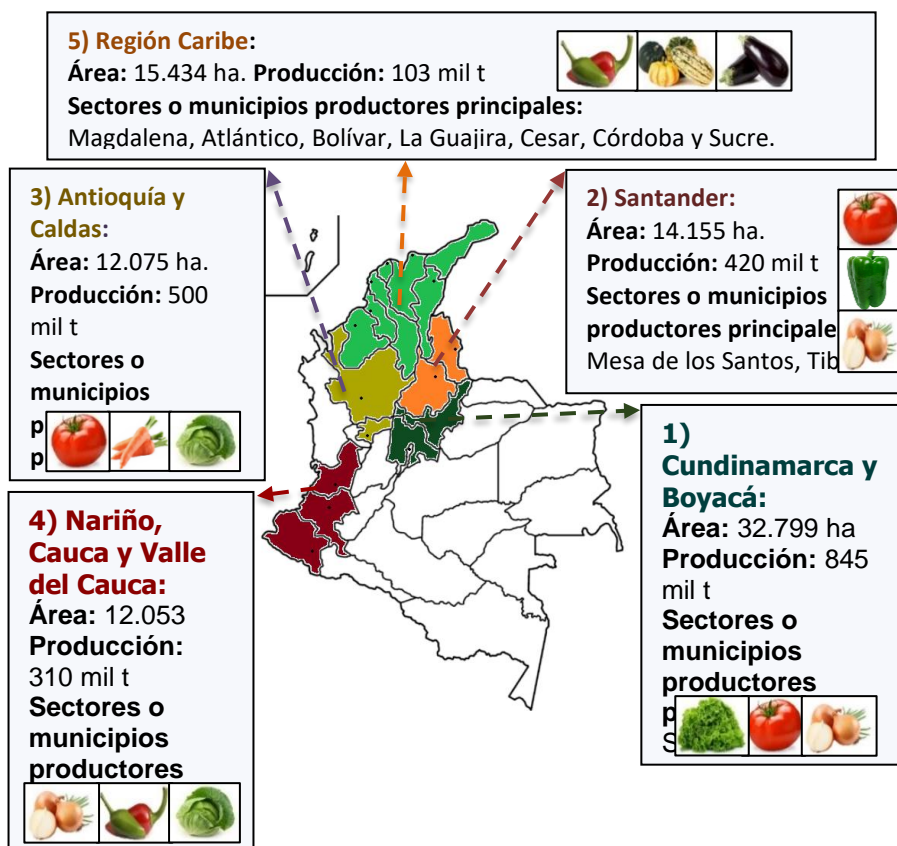 5) Región Caribe:
Área: 15.434 ha. Producción: 103 mil t
Sectores o municipios productores principales:
Magdalena, Atlántico, Bolívar, La Guajira, Cesar, Córdoba y Sucre.
3) Antioquía y
Caldas:
Área: 12.075 ha.
Producción: 500
mil t
Sectores o
municipios
p
p
2) Santander:
Área: 14.155 ha.
Producción: 420 mil t
Sectores o municipios
productores principale
Mesa de los Santos, Tib
4) Nariño,
Cauca y Valle
del Cauca:
Área: 12.053
Producción:
310 mil t
Sectores o
municipios
productores
1)
Cundinamarca y
Boyacá:
Área: 32.799 ha
Producción: 845
mil t
Sectores o
municipios
productores
p
S